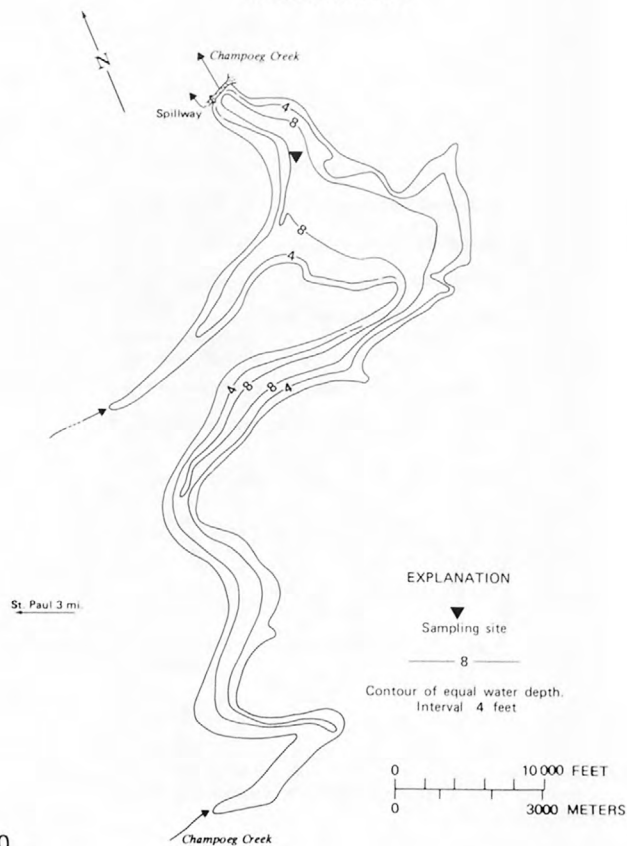 N
Champoeg Creek
Spillway
4
8
8
4
4
8
8
4
EXPLANATION
St. Paul 3 mi.
Sampling site
8
Contour of equal water depth.
Interval 4 feet
0 10 000 FEET
0 3000 METERS
Champoeg Creek